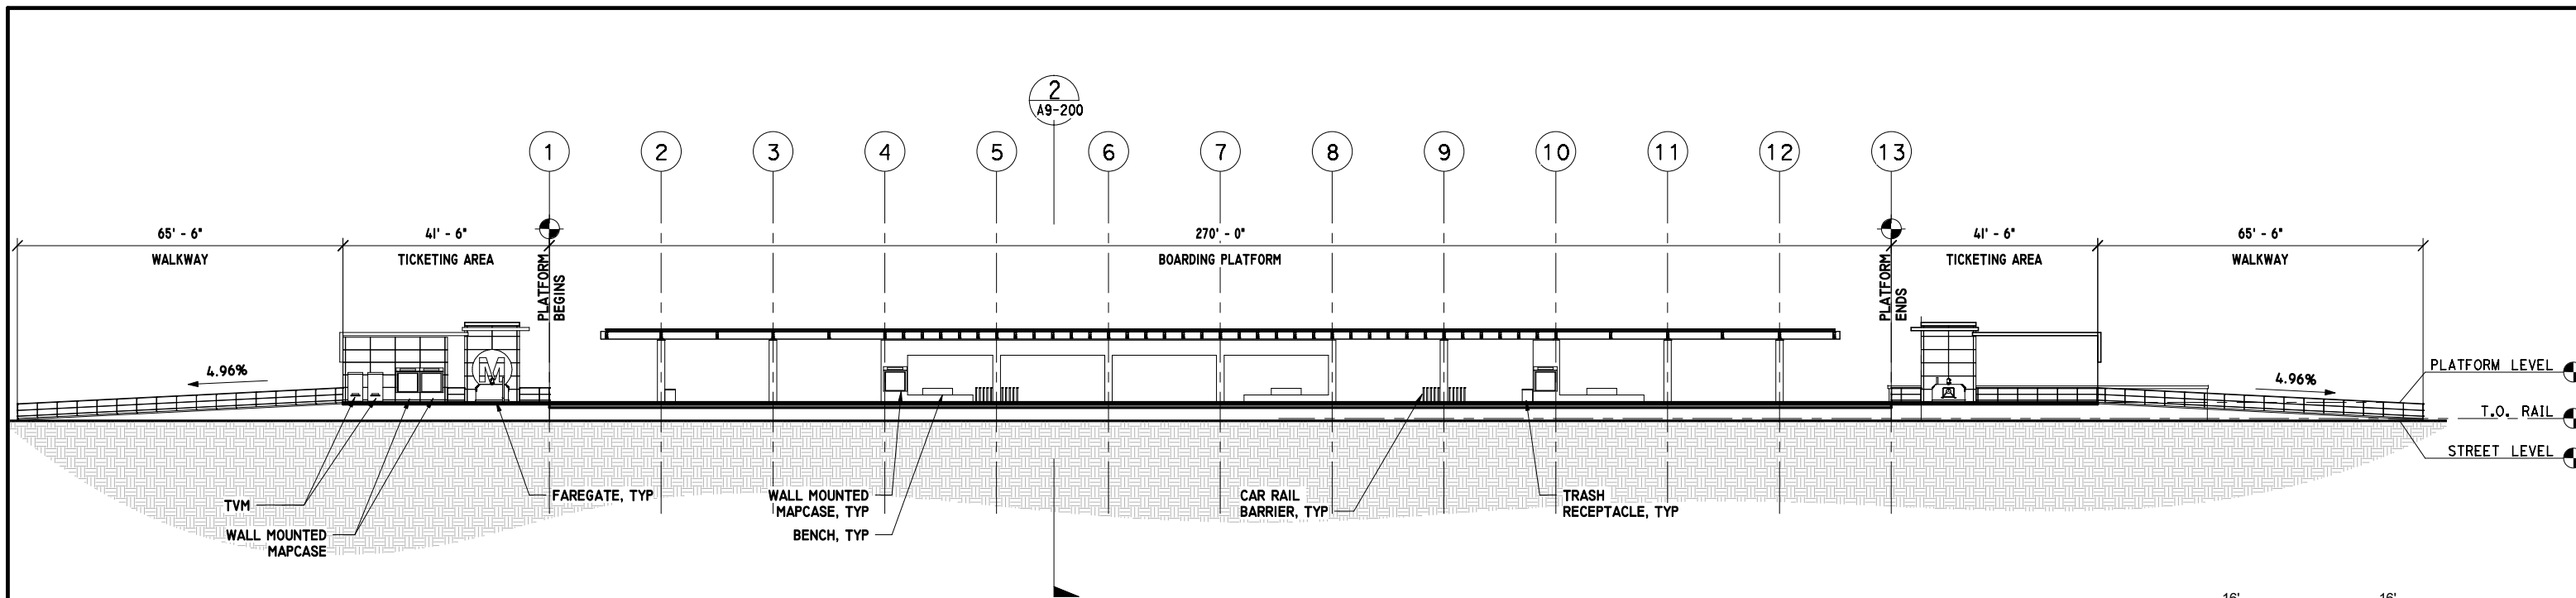 2
A9-200
1 2 3 4 5 6 7 8 9 10 11 12 13
65' - 6" 41' - 6" 270' - 0" 41' - 6" 65' - 6"
WALKWAY TICKETING AREA BOARDING PLATFORM TICKETING AREA WALKWAY
PLATFORM
BEGINS
PLATFORM
ENDS
M
4.96%
4.96%
PLATFORM LEVEL
T.O. RAIL
STREET LEVEL
TVM
WALL MOUNTED
MAPCASE
FAREGATE, TYP
WALL MOUNTED
MAPCASE, TYP
BENCH, TYP
CAR RAIL
BARRIER, TYP
TRASH
RECEPTACLE, TYP
16' 16'